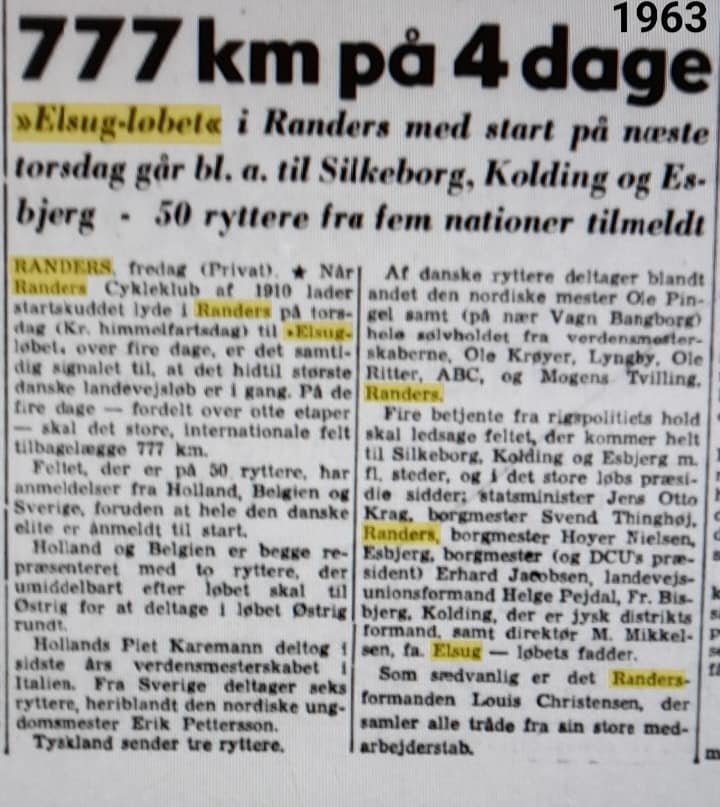 1963
777 km på 4 dage
»Elsug-løbet« i Randers med start på næste
torsdag går bl. a. til Silkeborg, Kolding og Es-
bjerg - 50 ryttere fra fem nationer tilmeldt
RANDERS, fredag (Privat). ★ Når
Randers Cykleklub af 1910 lader
startskuddet lyde i Randers på tors-
dag (Kr. himmelfartsdag) til »Elsug-
løbet« over fire dage, er det samti-
dig signalet til, at det hidtil største
danske landevejsløb er i gang. På de
fire dage — fordelt over otte etaper
— skal det store, internationale felt
tilbagelægge 777 km.
Feltet, der er på 50 ryttere, har
anmeldelser fra Holland, Belgien og
Sverige, foruden at hele den danske
elite er anmeldt til start.
Holland og Belgien er begge re-
præsenteret med to ryttere, der
umiddelbart efter løbet skal til
Østrig for at deltage i løbet Østrig
rundt.
Hollands Piet Karemann deltog i
sidste års verdensmesterskabet i
Italien. Fra Sverige deltager seks
ryttere, heriblandt den nordiske ung-
domsmester Erik Pettersson.
Tyskland sender tre ryttere.
Af danske ryttere deltager blandt
andet den nordiske mester Ole Pin-
gel samt (på nær Vagn Bangborg)
hele sølvholdet fra verdensmester-
skaberne, Ole Krøyer, Lyngby, Ole
Ritter, ABC, og Mogens Tvilling,
Randers.
Fire betjente fra rigspolitiets hold
skal ledsage feltet, der kommer helt
til Silkeborg, Kolding og Esbjerg m.
fl. steder, og i det store løbs præsi-
die sidder: statsminister Jens Otto
Krag, borgmester Svend Thinghøj,
Randers, borgmester Høyer Nielsen,
Esbjerg, borgmester (og DCU's præ-
sident) Erhard Jacobsen, landevejs-
unionsformand Helge Pejdal, Fr. Bis-
bjerg, Kolding, der er jysk distrikts
formand, samt direktør M. Mikkel-
sen, fa. Elsug — løbets fadder.
Som sædvanlig er det Randers-
formanden Louis Christensen, der
samler alle tråde fra sin store med-
arbejderstab.